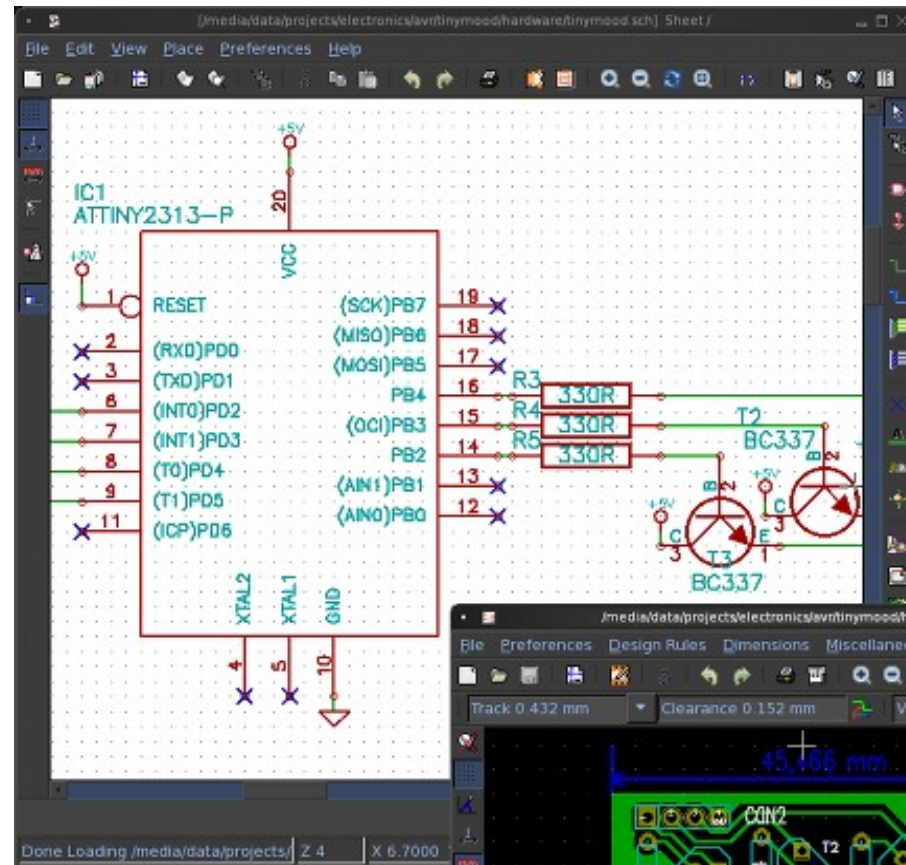 [/media/data/projects/electronics/avr/tinymood/hardware/tinymood.sch] Sheet /
File Edit View Place Preferences Help
+5V
20
VCC
IC1
ATTINY2313-P
+5V
1 RESET
2 (RXD)PD0
3 (TXD)PD1
6 (INT0)PD2
7 (INT1)PD3
8 (T0)PD4
9 (T1)PD5
11 (ICP)PD6
(SCK)PB7 19
(MISO)PB6 18
(MOSI)PB5 17
PB4 16
(OCI)PB3 15
PB2 14
(AIN1)PB1 13
(AIN0)PB0 12
R3 330R
R4 330R
R5 330R
T2
BC337
B 2
+5V
C
3
B 2
+5V
C
3
E
1
T3
BC337
XTAL2
XTAL1
GND
4
5
10
/media/data/projects/electronics/avr/tinymood/h
File Preferences Design Rules Dimensions Miscellane
Track 0.432 mm Clearance 0.152 mm V
45,466 mm
CON2
T2
Done Loading /media/data/projects/ Z 4 X 6.7000